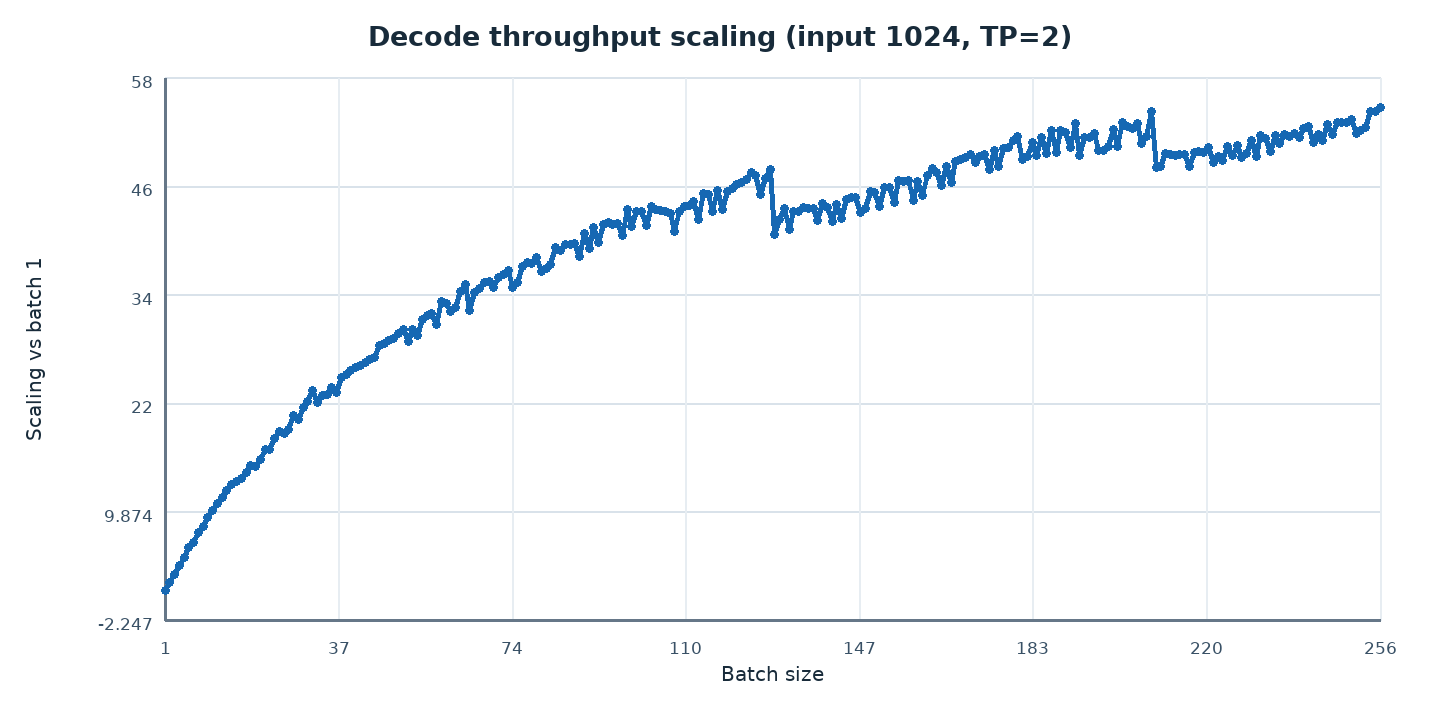 Decode throughput scaling (input 1024, TP=2)
58
46
34
22
9.874
-2.247
Scaling vs batch 1
1 37 74 110 147 183 220 256
Batch size